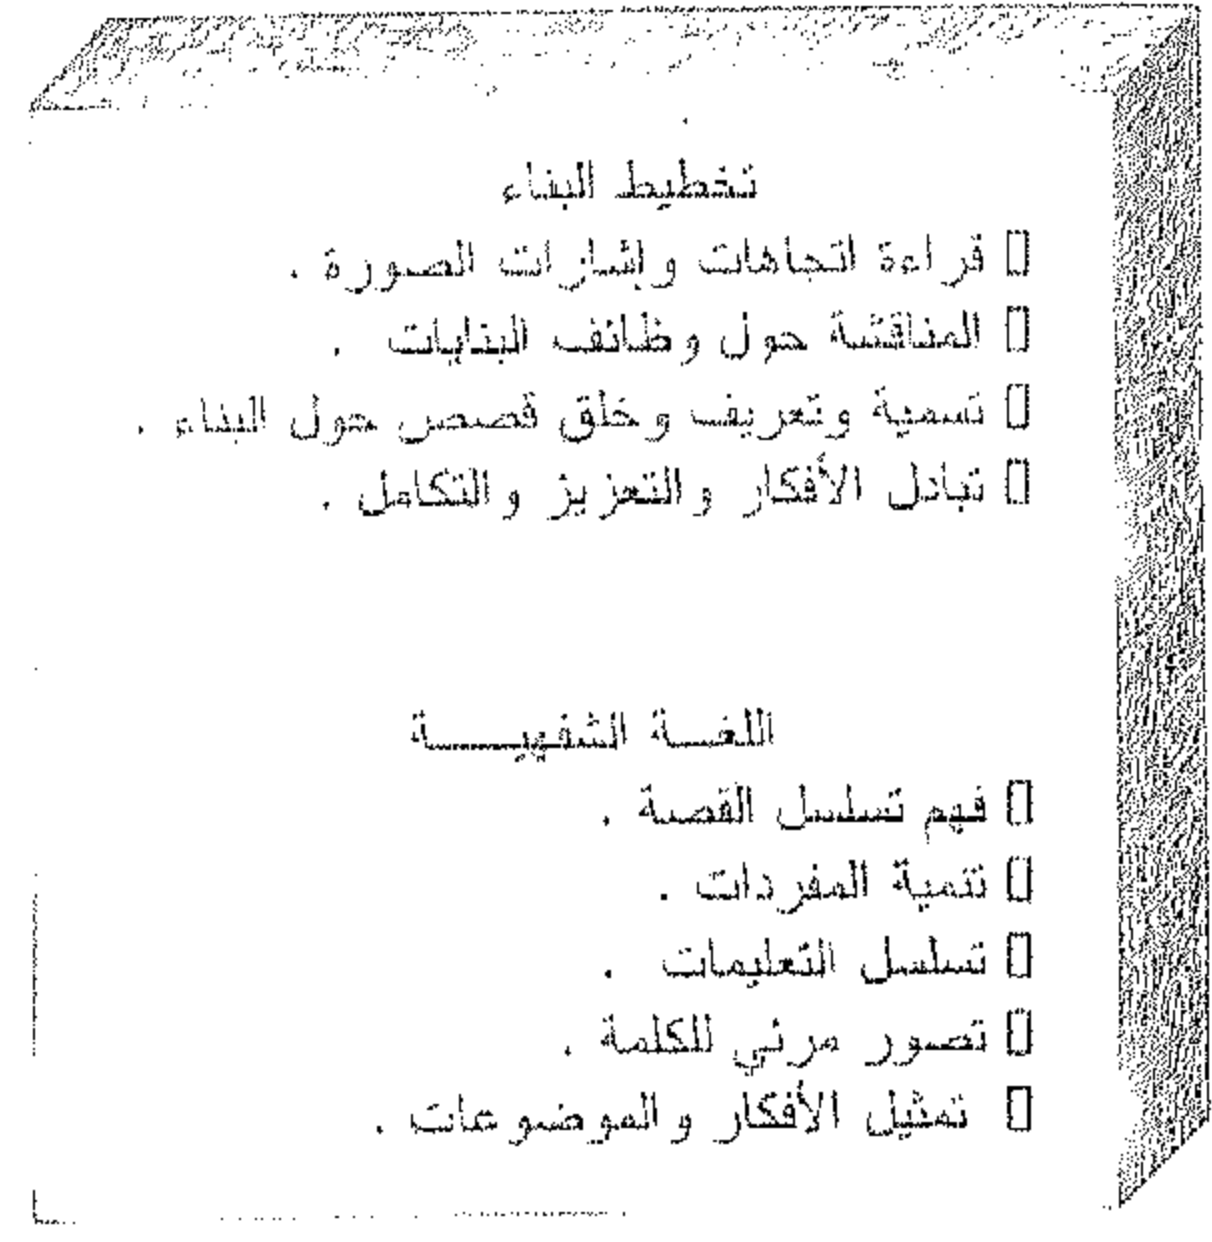 تخطيط البناء
▯ قراءة اتجاهات وإشارات الصورة .
▯ المناقشة حول وظائف البنايات .
▯ تسمية وتعريف وخلق قصص حول البناء .
▯ تبادل الأفكار والتعزيز والتكامل .
اللغـــة الشفهيـــــة
▯ فهم تسلسل القصة .
▯ تنمية المفردات .
▯ تسلسل التعليمات .
▯ تصور مرئي للكلمة .
▯ تمثيل الأفكار والموضوعات .